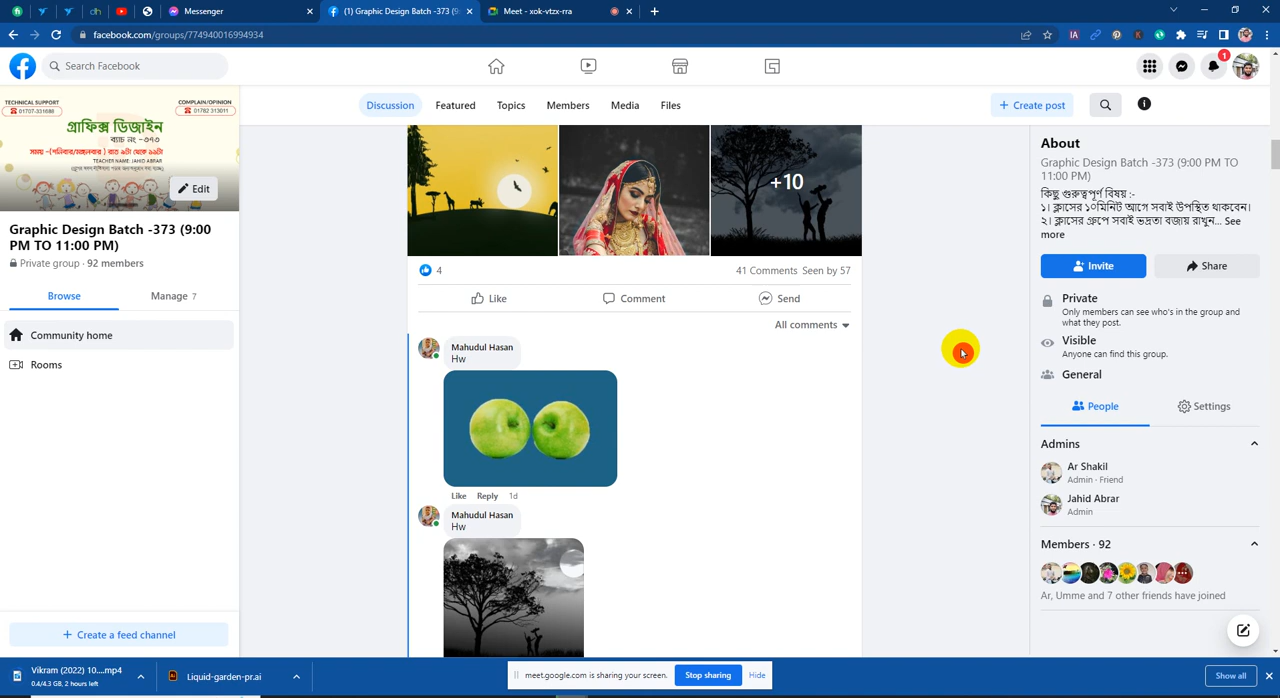 Messenger
(1) Graphic Design Batch -373 (9:
Meet - xok-vtzx-rra
facebook.com/groups/774940016994934
Search Facebook
1
TECHNICAL SUPPORT
01707-331686
COMPLAIN/OPINION
01782 313011
গ্রাফিক্স ডিজাইন
ব্যাচ নং -৩৭৩
TEACHER NAME: JAHID ABRAR
Edit
Graphic Design Batch -373 (9:00
PM TO 11:00 PM)
Private group · 92 members
Browse
Manage 7
Community home
Rooms
+ Create a feed channel
Discussion
Featured
Topics
Members
Media
Files
+ Create post
+10
4
41 Comments Seen by 57
Like
Comment
Send
All comments
Mahudul Hasan
Hw
Like Reply 1d
Mahudul Hasan
Hw
About
Graphic Design Batch -373 (9:00 PM TO
11:00 PM)
কিছু গুরুত্বপূর্ণ বিষয় :-
১। ক্লাসের ১০মিনিট আগে সবাই উপস্থিত থাকবেন।
২। ক্লাসের গ্রুপে সবাই ভদ্রতা বজায় রাখুন... See
more
Invite
Share
Private
Only members can see who's in the group and
what they post.
Visible
Anyone can find this group.
General
People
Settings
Admins
Ar Shakil
Admin · Friend
Jahid Abrar
Admin
Members · 92
Ar, Umme and 7 other friends have joined
Vikram (2022) 10....mp4
0.4/4.3 GB, 2 hours left
Liquid-garden-pr.ai
meet.google.com is sharing your screen.
Stop sharing
Hide
Show all